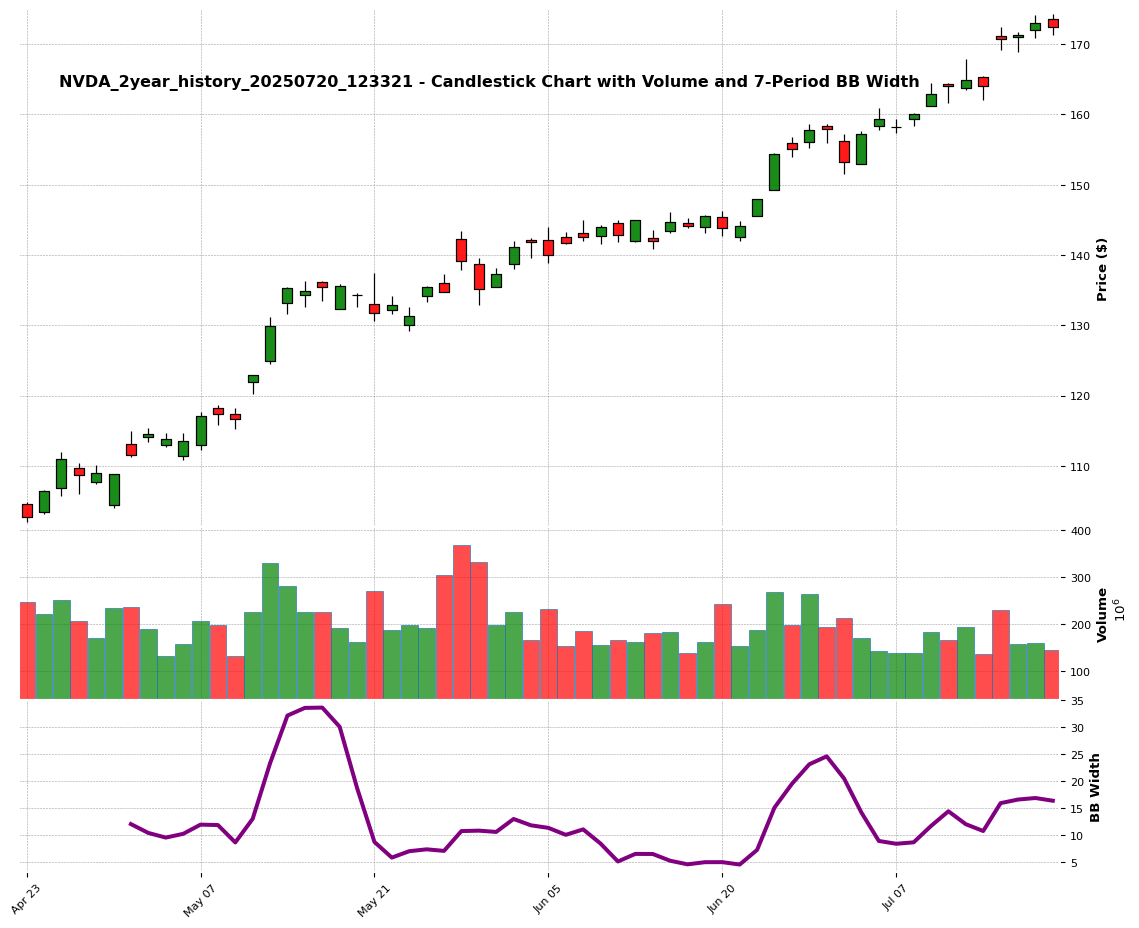 NVDA_2year_history_20250720_123321 - Candlestick Chart with Volume and 7-Period BB Width
170
160
150
140
130
120
110
Price ($)
400
300
200
100
Volume
10^6
35
30
25
20
15
10
5
BB Width
Apr 23
May 07
May 21
Jun 05
Jun 20
Jul 07